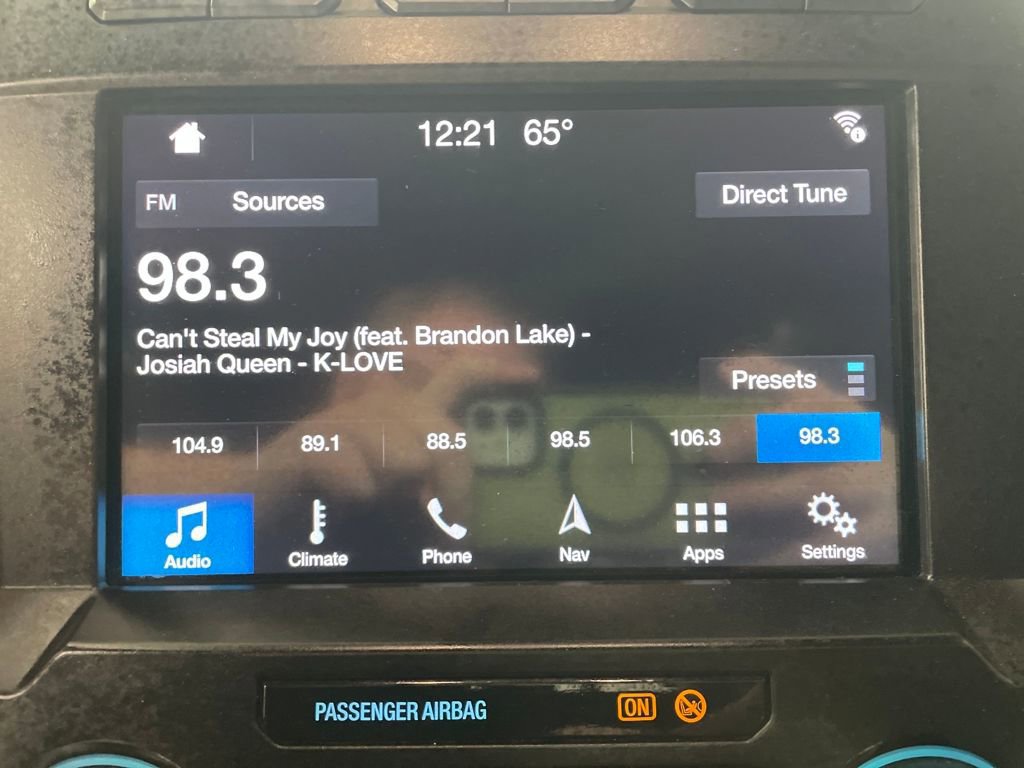 12:21 65°
FM Sources
Direct Tune
98.3
Can't Steal My Joy (feat. Brandon Lake) -
Josiah Queen - K-LOVE
Presets
104.9 89.1 88.5 98.5 106.3 98.3
Audio Climate Phone Nav Apps Settings
PASSENGER AIRBAG ON